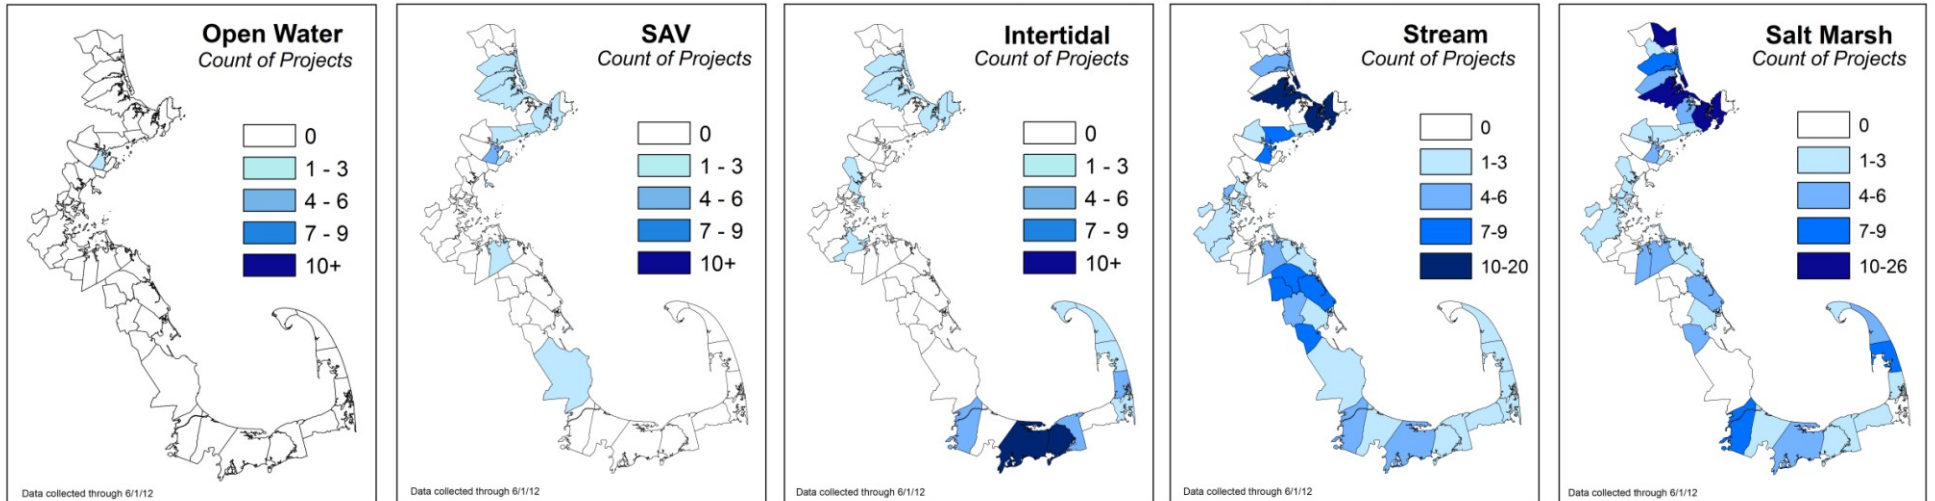 Open Water
Count of Projects
0
1 - 3
4 - 6
7 - 9
10+
Data collected through 6/1/12
SAV
Count of Projects
0
1 - 3
4 - 6
7 - 9
10+
Data collected through 6/1/12
Intertidal
Count of Projects
0
1 - 3
4 - 6
7 - 9
10+
Data collected through 6/1/12
Stream
Count of Projects
0
1-3
4-6
7-9
10-20
Data collected through 6/1/12
Salt Marsh
Count of Projects
0
1-3
4-6
7-9
10-26
Data collected through 6/1/12